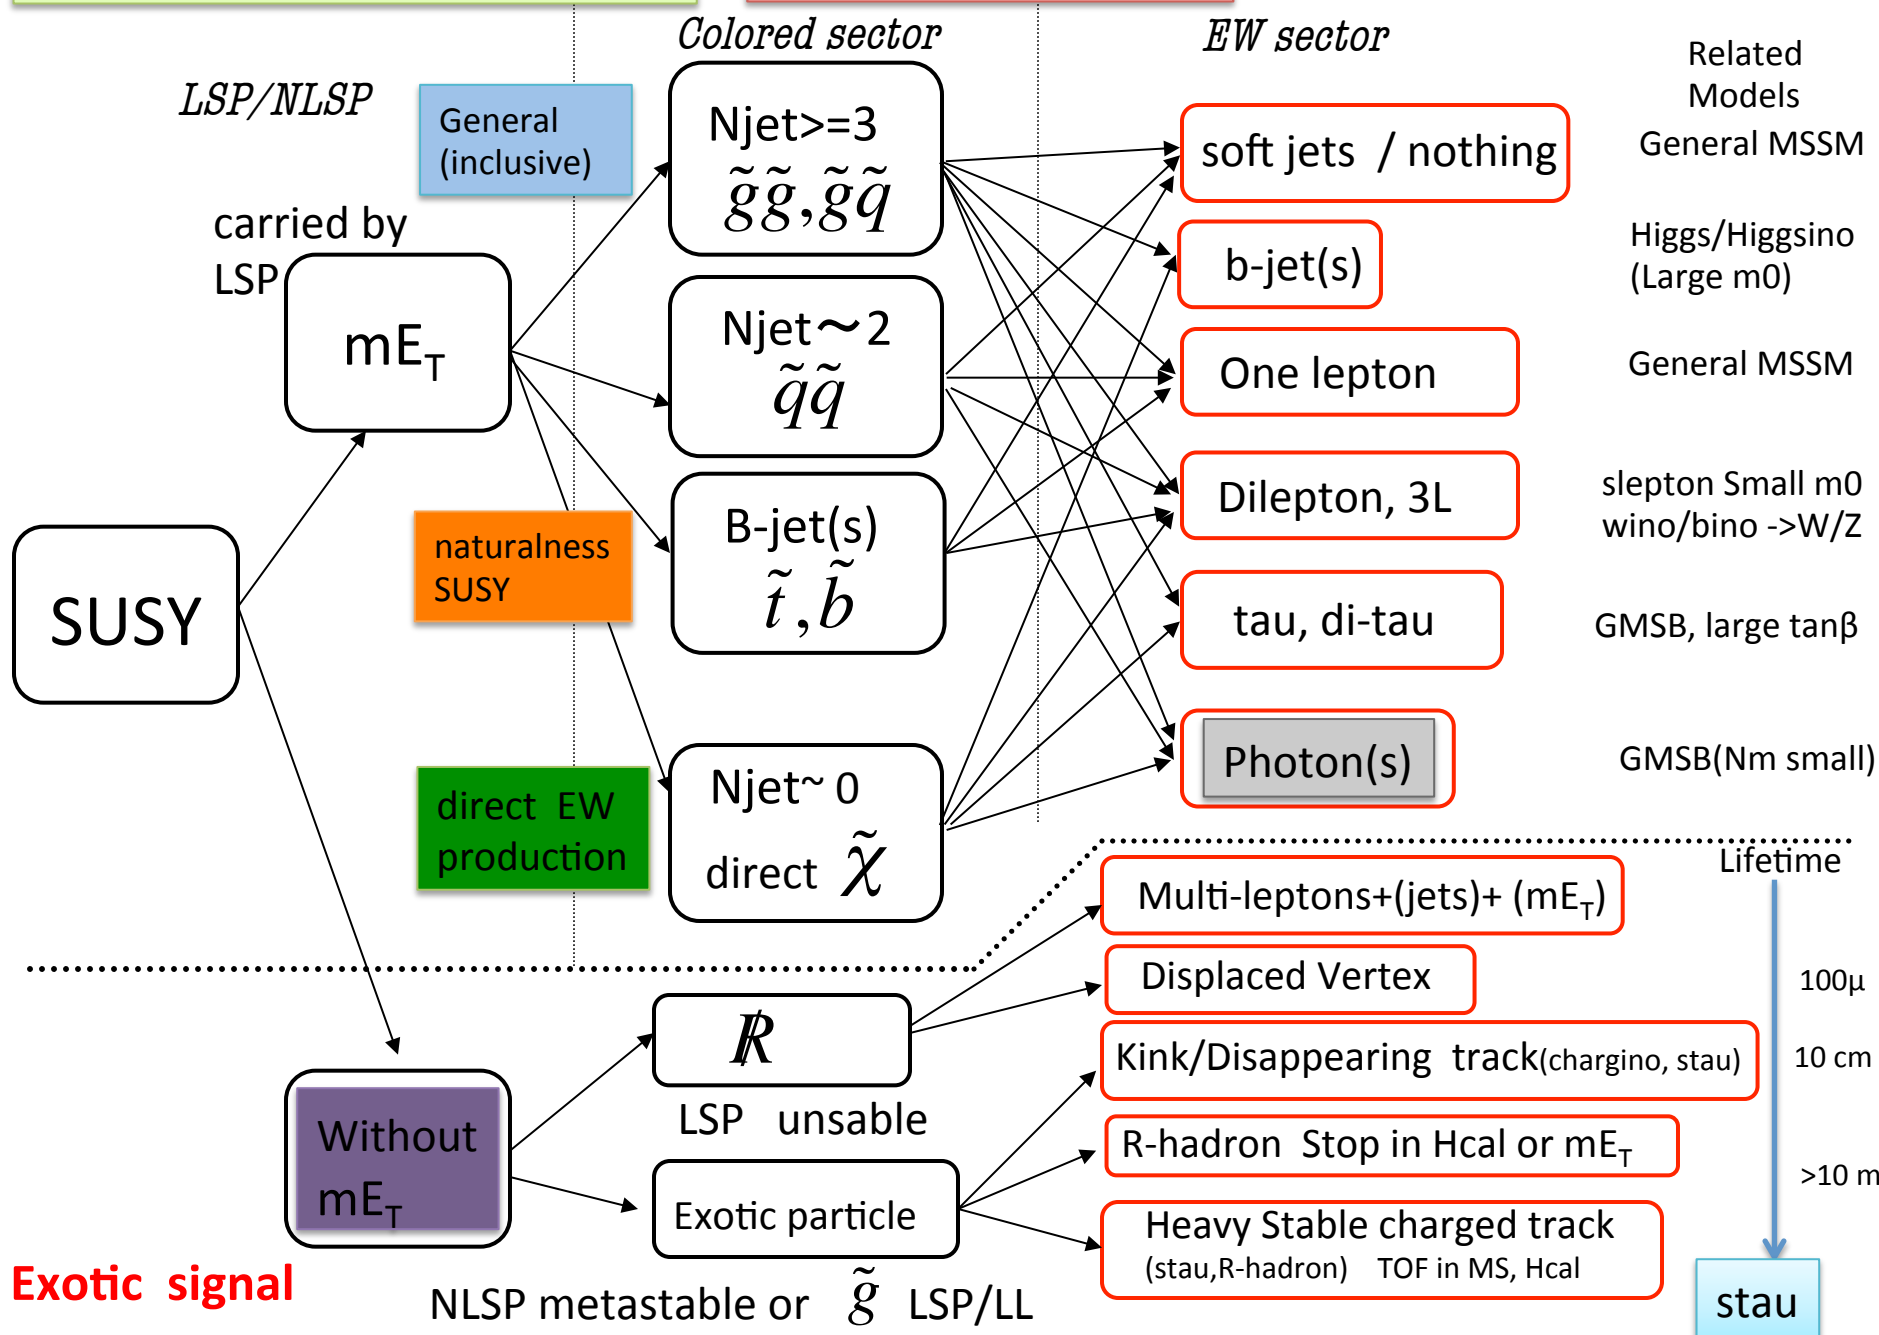 Colored sector
EW sector
Related
Models
LSP/NLSP
General
(inclusive)
Njet>=3
g̃g̃,g̃q̃
soft jets / nothing
General MSSM
carried by
LSP
mE_T
b-jet(s)
Higgs/Higgsino
(Large m0)
Njet～2
q̃q̃
One lepton
General MSSM
naturalness
SUSY
B-jet(s)
t̃,b̃
Dilepton, 3L
slepton Small m0
wino/bino ->W/Z
SUSY
tau, di-tau
GMSB, large tanβ
direct EW
production
Njet~ 0
direct χ̃
Photon(s)
GMSB(Nm small)
Lifetime
Multi-leptons+(jets)+ (mE_T)
Displaced Vertex
100μ
R̸
LSP unsable
Kink/Disappearing track(chargino, stau)
10 cm
Without
mE_T
R-hadron Stop in Hcal or mE_T
>10 m
Exotic particle
Heavy Stable charged track
(stau,R-hadron) TOF in MS, Hcal
Exotic signal
NLSP metastable or g̃ LSP/LL
stau